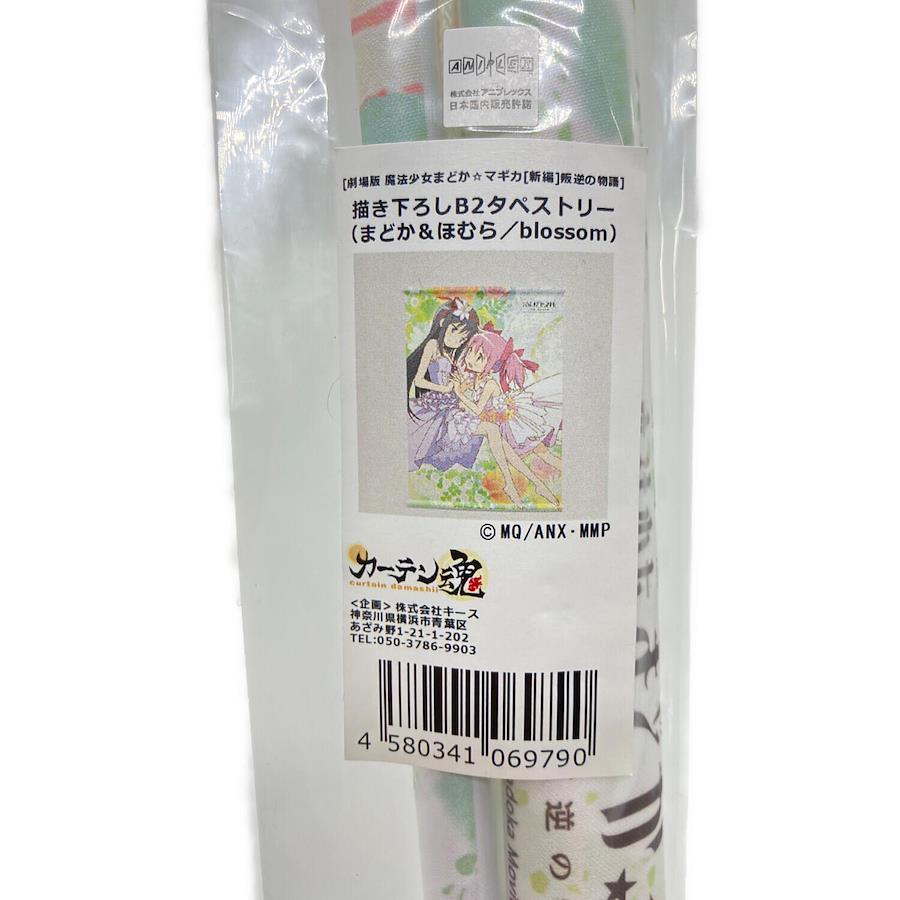 ANIPLEX
株式会社アニプレックス
日本国内販売許諾
[劇場版 魔法少女まどか☆マギカ[新編]叛逆の物語]
描き下ろしB2タペストリー
(まどか&ほむら/blossom)
©MQ/ANX・MMP
カーテン魂
curtain damashii
<企画>株式会社キース
神奈川県横浜市青葉区
あざみ野1-21-1-202
TEL:050-3786-9903
4 580341 069790
逆の
adoka Movi